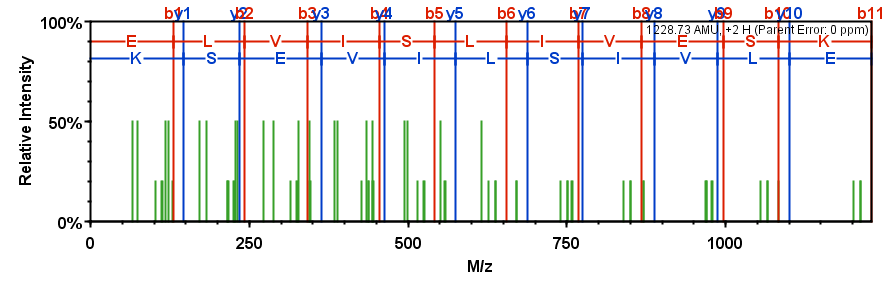 b1 y1 y2 b2 b3 y3 b4 y4 b5 y5 b6 y6 b7 y7 b8 y8 y9 b9 b10 y10 b11
100%
1228.73 AMU, +2 H (Parent Error: 0 ppm)
E L V I S L I V E S K
K S E V I L S I V L E
Relative Intensity
50%
0%
0 250 500 750 1000
M/z